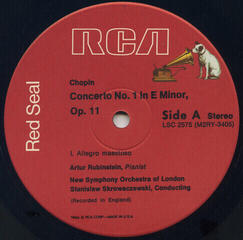 RCA
Red Seal
Chopin
Concerto No. 1 in E Minor,
Op. 11
Side A Stereo
LSC 2575 (M2RY-3405)
I. Allegro maestoso
Artur Rubinstein, Pianist
New Symphony Orchestra of London
Stanislaw Skrowaczewski, Conducting
(Recorded in England)